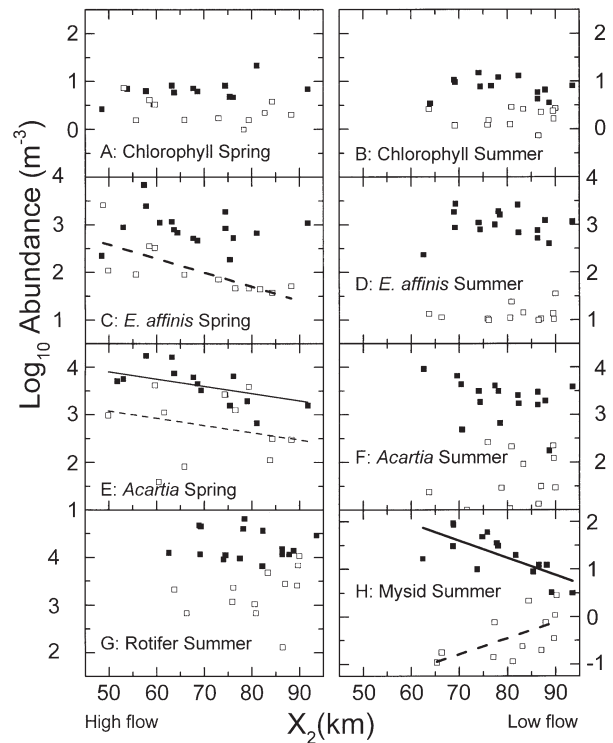 2
1
0
A: Chlorophyll Spring
2
1
0
B: Chlorophyll Summer
4
3
2
1
C: E. affinis Spring
4
3
2
1
D: E. affinis Summer
4
3
2
1
E: Acartia Spring
4
3
2
F: Acartia Summer
4
3
2
G: Rotifer Summer
2
1
0
-1
H: Mysid Summer
Log10 Abundance (m-3)
50 60 70 80 90
60 70 80 90
High flow
X2(km)
Low flow